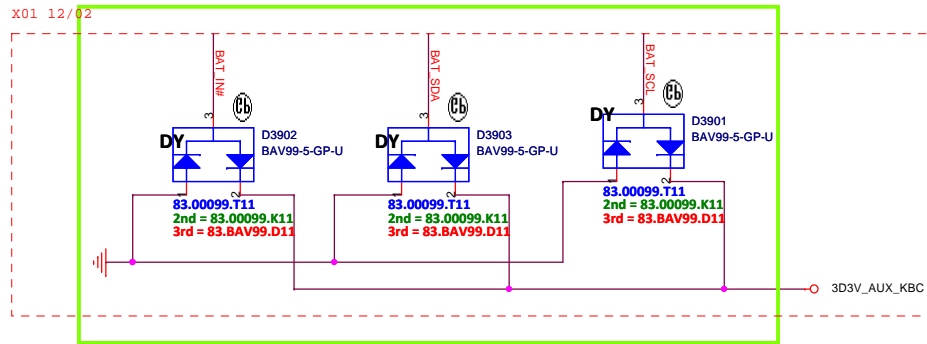 X01 12/02
BAT_IN#
BAT_SDA
BAT_SCL
3
3
3
DY
D3902
BAV99-5-GP-U
DY
D3903
BAV99-5-GP-U
DY
D3901
BAV99-5-GP-U
1
2
1
2
1
2
83.00099.T11
2nd = 83.00099.K11
3rd = 83.BAV99.D11
83.00099.T11
2nd = 83.00099.K11
3rd = 83.BAV99.D11
83.00099.T11
2nd = 83.00099.K11
3rd = 83.BAV99.D11
3D3V_AUX_KBC